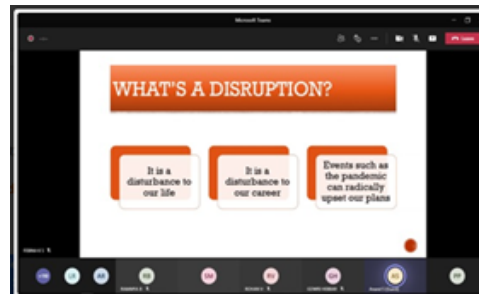 Microsoft Teams
Leave
WHAT'S A DISRUPTION?
It is a
disturbance to
our life
It is a
disturbance to
our career
Events such as
the pandemic
can radically
upset our plans